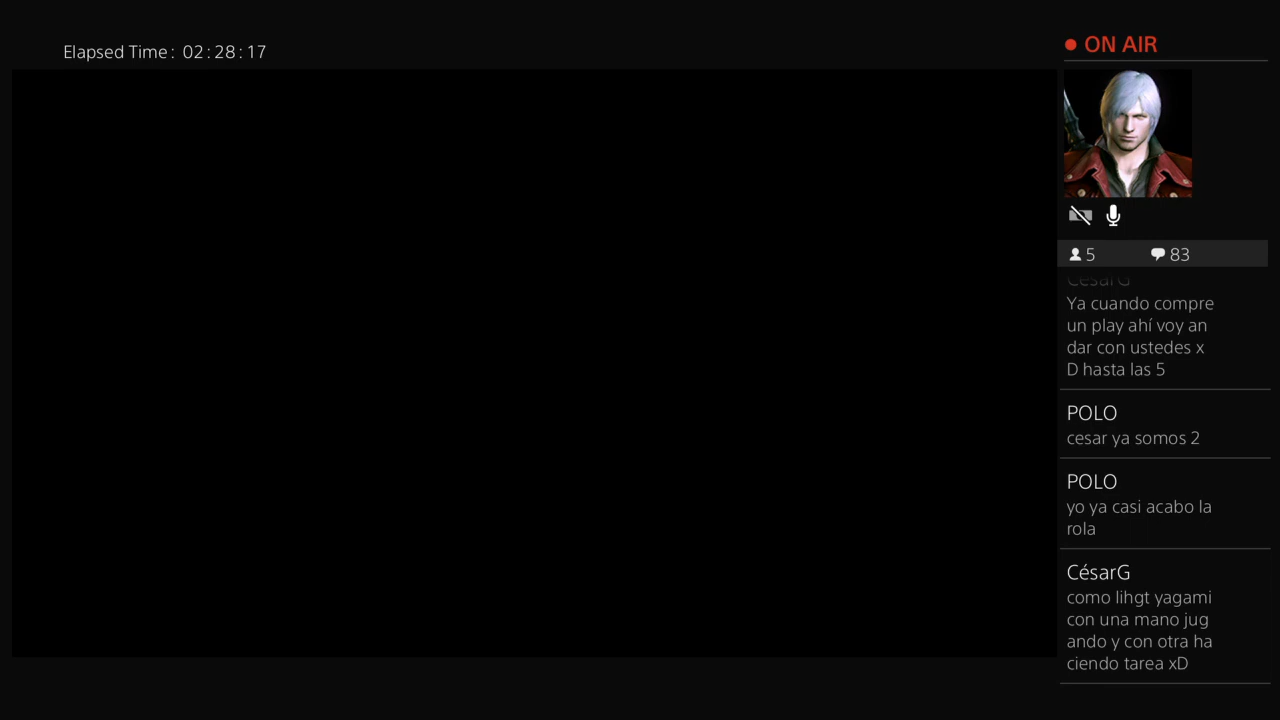 Elapsed Time: 02:28:17
ON AIR
5 83
CésarG
Ya cuando compre
un play ahí voy an
dar con ustedes x
D hasta las 5
POLO
cesar ya somos 2
POLO
yo ya casi acabo la
rola
CésarG
como lihgt yagami
con una mano jug
ando y con otra ha
ciendo tarea xD